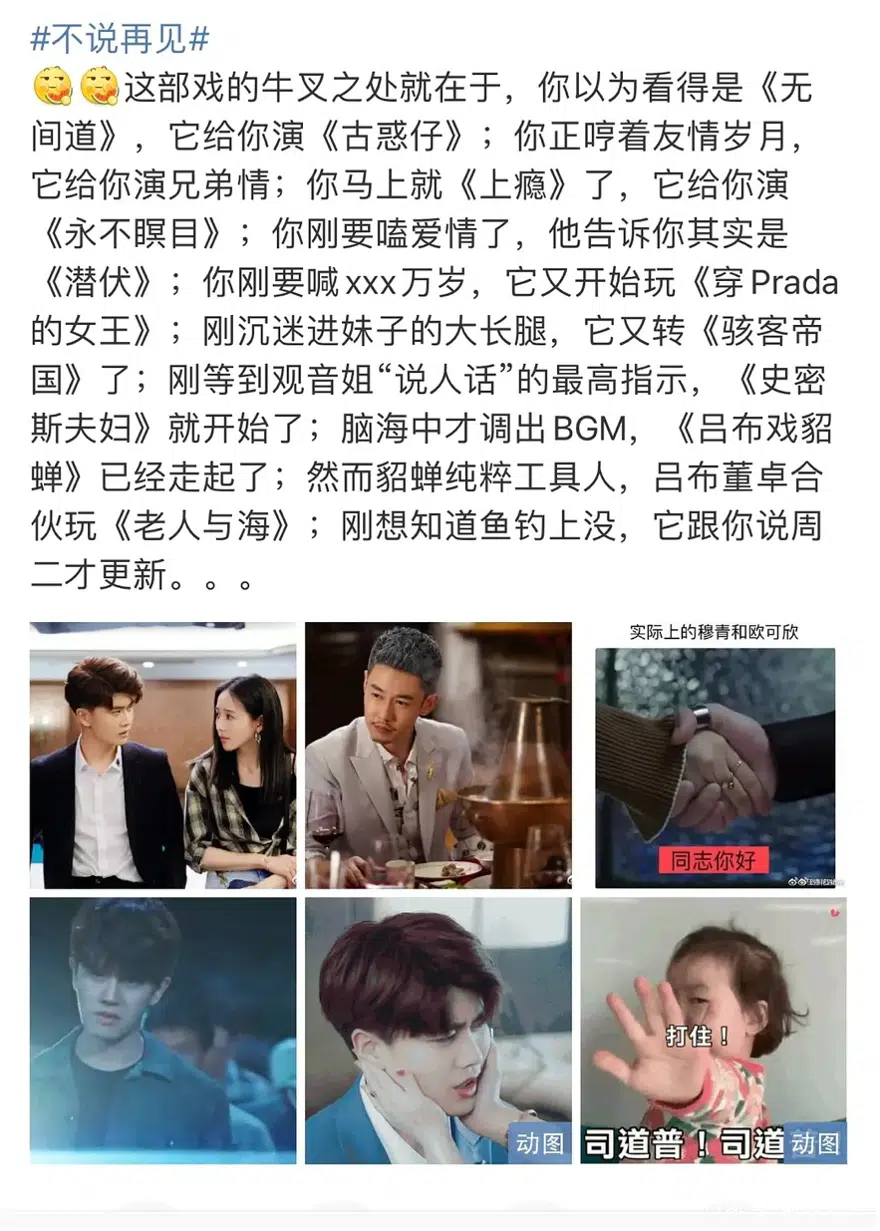 #不说再见#
这部戏的牛叉之处就在于，你以为看得是《无
间道》，它给你演《古惑仔》；你正哼着友情岁月，
它给你演兄弟情；你马上就《上瘾》了，它给你演
《永不瞑目》；你刚要嗑爱情了，他告诉你其实是
《潜伏》；你刚要喊xxx万岁，它又开始玩《穿Prada
的女王》；刚沉迷进妹子的大长腿，它又转《骇客帝
国》了；刚等到观音姐“说人话”的最高指示，《史密
斯夫妇》就开始了；脑海中才调出BGM，《吕布戏貂
蝉》已经走起了；然而貂蝉纯粹工具人，吕布董卓合
伙玩《老人与海》；刚想知道鱼钓上没，它跟你说周
二才更新。。。
实际上的穆青和欧可欣
同志你好
动图
打住！
司道普！司道
动图